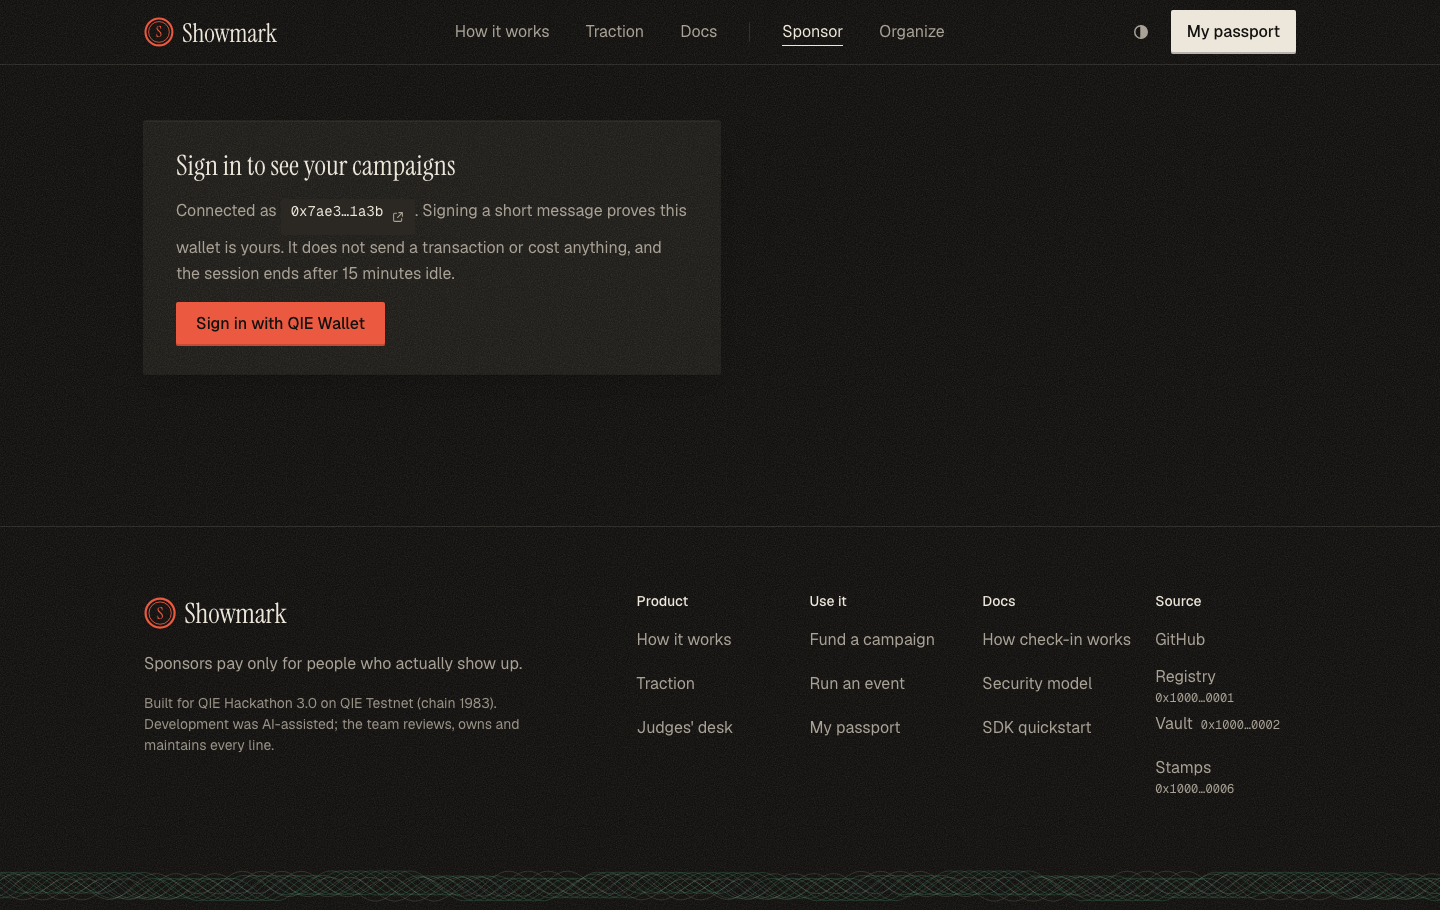 S Showmark
How it works
Traction
Docs
Sponsor
Organize
My passport
Sign in to see your campaigns
Connected as 0x7ae3…1a3b . Signing a short message proves this
wallet is yours. It does not send a transaction or cost anything, and
the session ends after 15 minutes idle.
Sign in with QIE Wallet
S Showmark
Sponsors pay only for people who actually show up.
Built for QIE Hackathon 3.0 on QIE Testnet (chain 1983).
Development was AI-assisted; the team reviews, owns and
maintains every line.
Product
How it works
Traction
Judges' desk
Use it
Fund a campaign
Run an event
My passport
Docs
How check-in works
Security model
SDK quickstart
Source
GitHub
Registry
0x1000…0001
Vault 0x1000…0002
Stamps
0x1000…0006